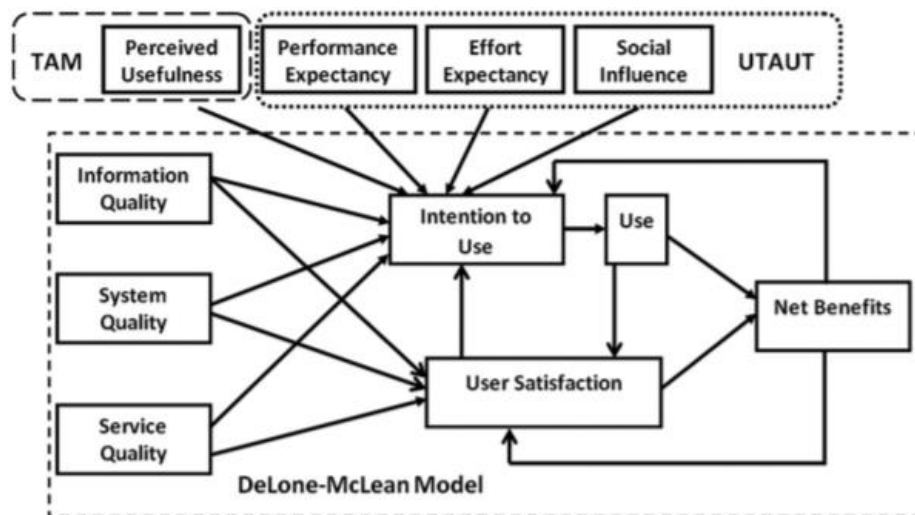 TAM
Perceived
Usefulness
Performance
Expectancy
Effort
Expectancy
Social
Influence
UTAUT
Information
Quality
Intention to
Use
Use
System
Quality
Net Benefits
User Satisfaction
Service
Quality
DeLone-McLean Model